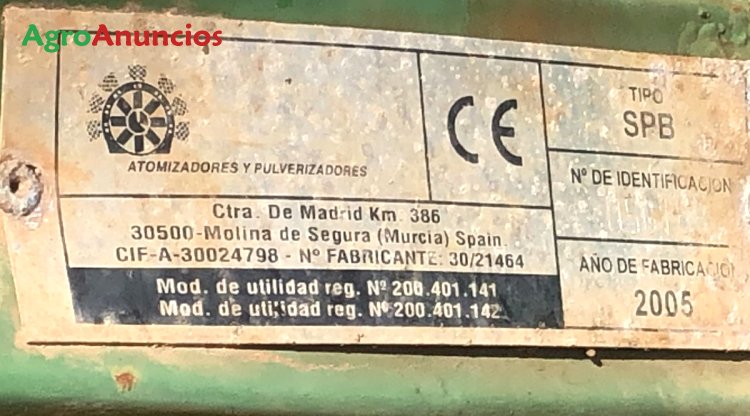 AgroAnuncios
ATOMIZADORES Y PULVERIZADORES
CE
Ctra. De Madrid Km. 386
30500-Molina de Segura (Murcia) Spain.
CIF-A-30024798 - Nº FABRICANTE: 30/21464
Mod. de utilidad reg. Nº 200.401.141
Mod. de utilidad reg. Nº 200.401.142
TIPO
SPB
Nº DE IDENTIFICACION
AÑO DE FABRICACION
2005